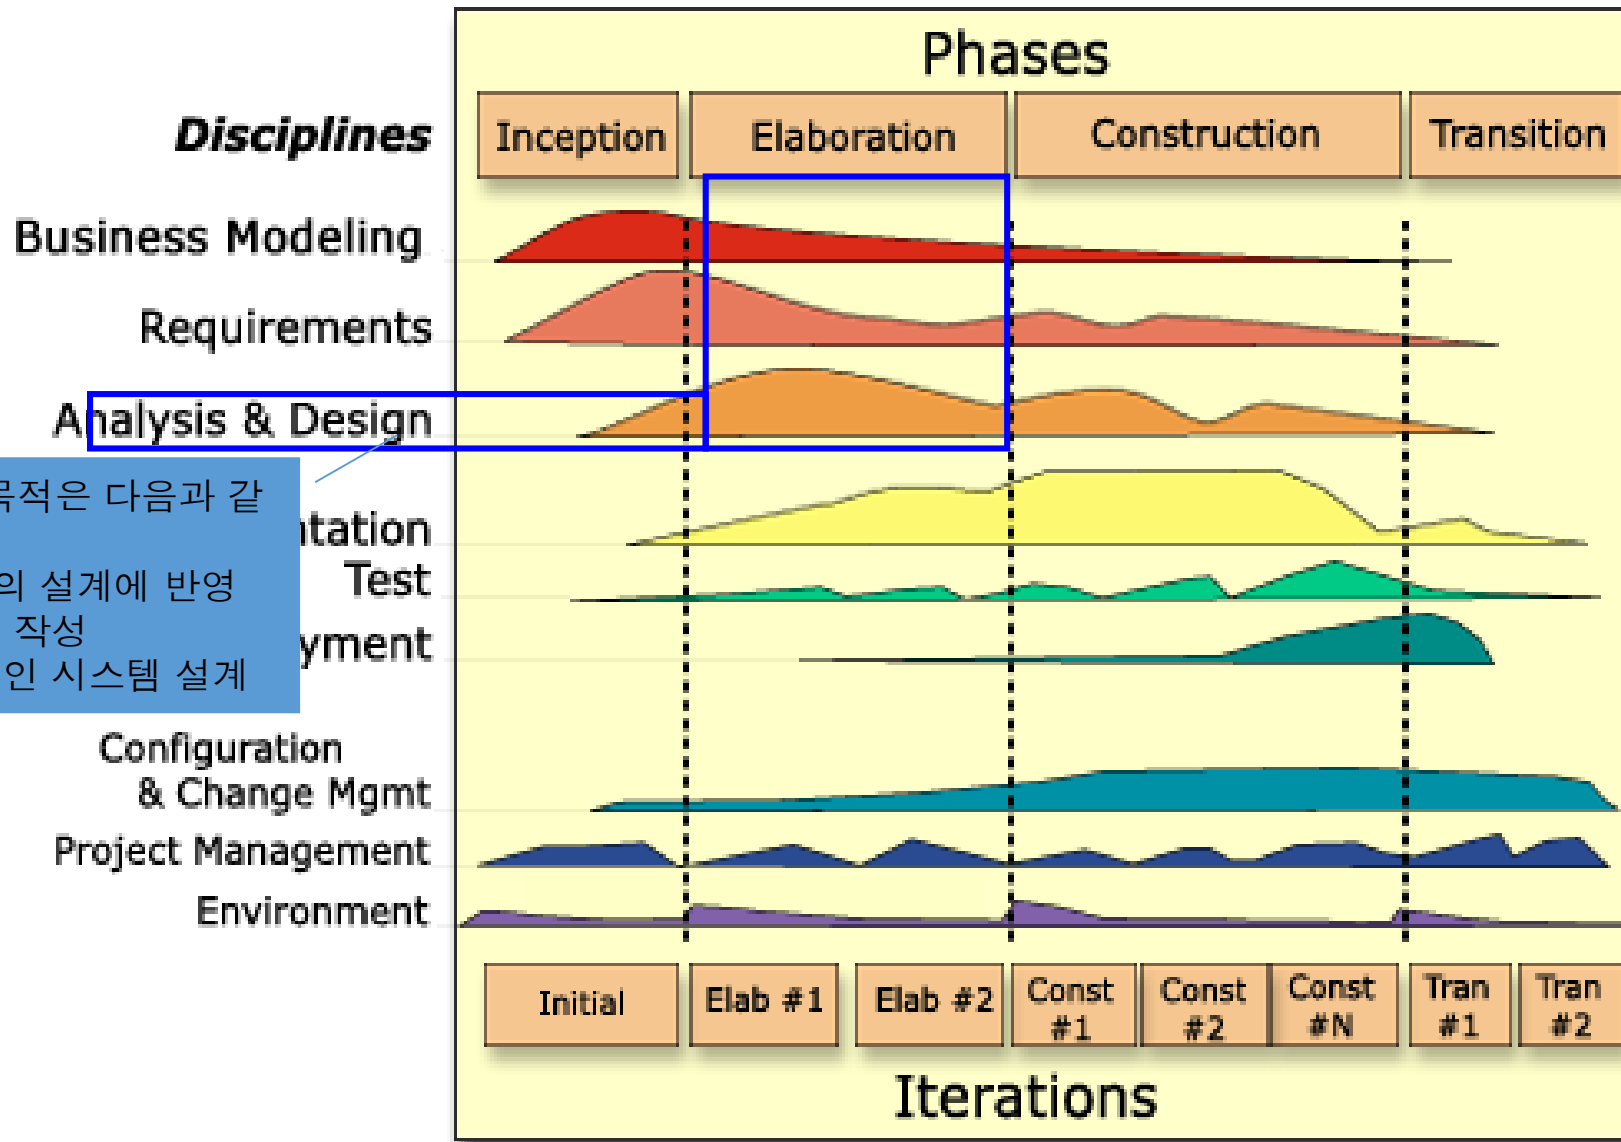 Phases
Disciplines
Inception Elaboration Construction Transition
Business Modeling
Requirements
Analysis & Design
목적은 다음과 같
ntation
의 설계에 반영
Test
작성
yment
인 시스템 설계
Configuration
& Change Mgmt
Project Management
Environment
Initial Elab #1 Elab #2 Const #1 Const #2 Const #N Tran #1 Tran #2
Iterations